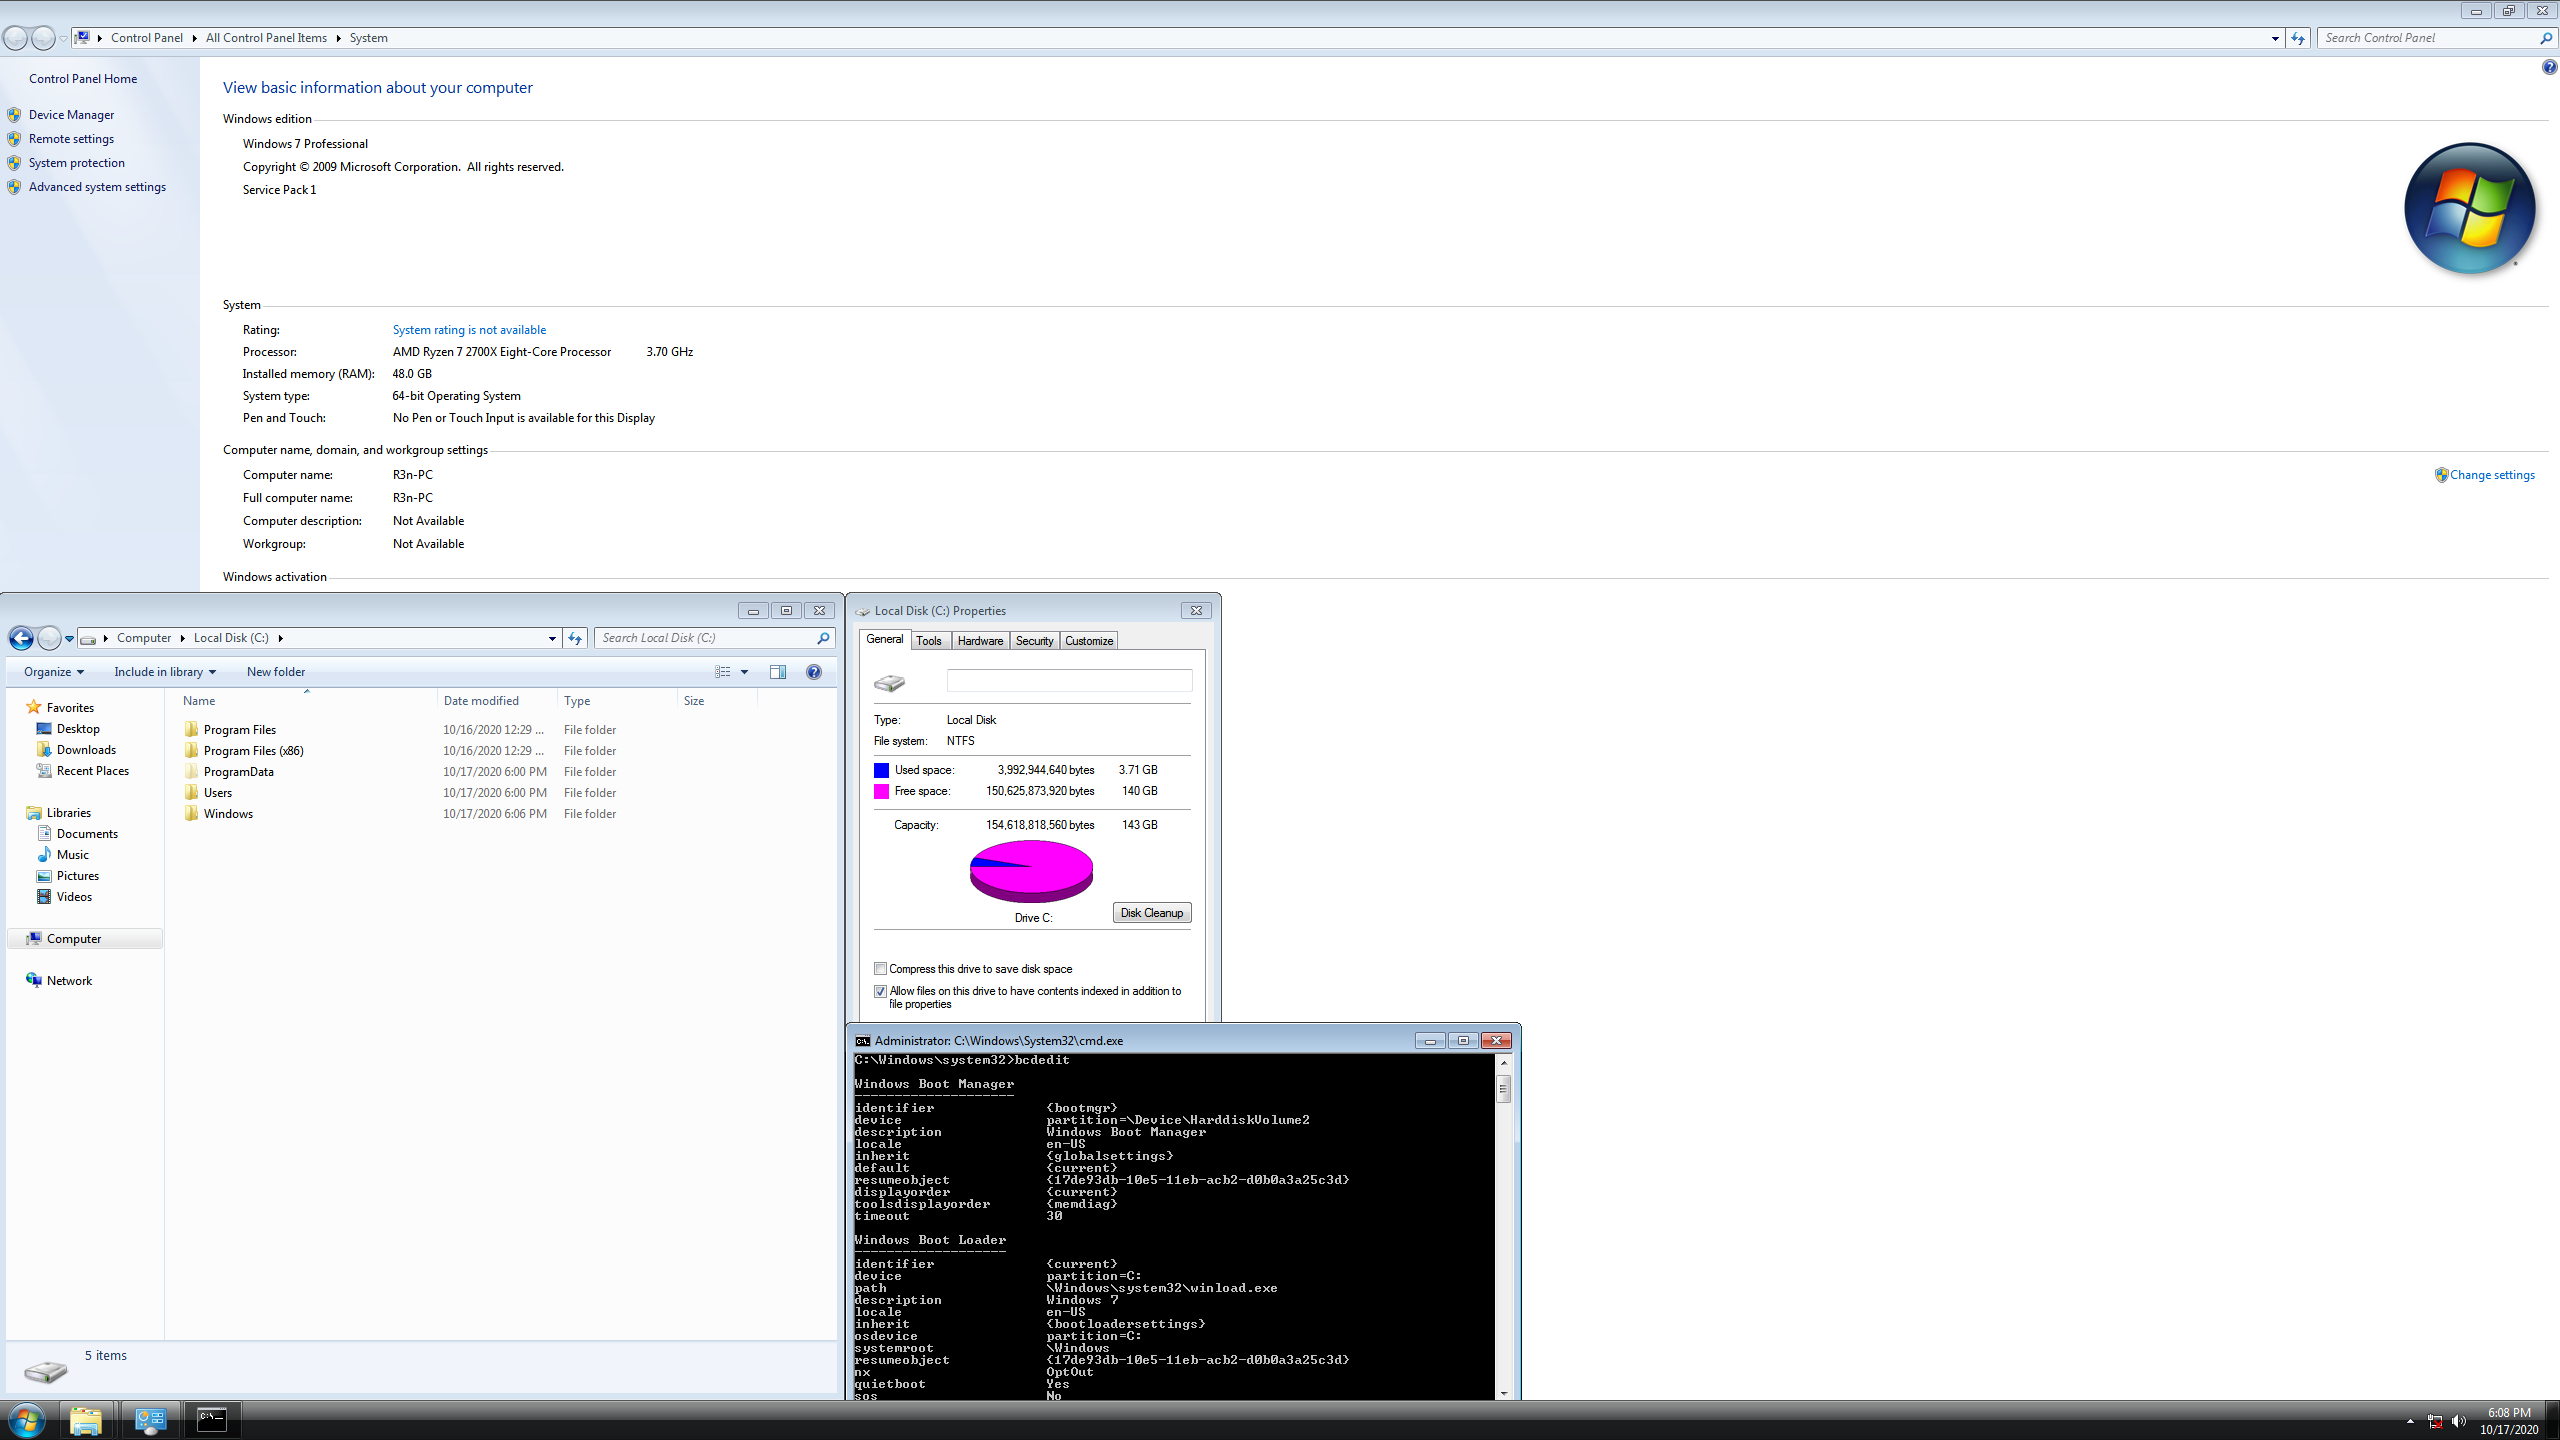 Control Panel All Control Panel Items System
Search Control Panel
Control Panel Home
Device Manager
Remote settings
System protection
Advanced system settings
View basic information about your computer
Windows edition
Windows 7 Professional
Copyright © 2009 Microsoft Corporation. All rights reserved.
Service Pack 1
System
Rating: System rating is not available
Processor: AMD Ryzen 7 2700X Eight-Core Processor 3.70 GHz
Installed memory (RAM): 48.0 GB
System type: 64-bit Operating System
Pen and Touch: No Pen or Touch Input is available for this Display
Computer name, domain, and workgroup settings
Computer name: R3n-PC
Change settings
Full computer name: R3n-PC
Computer description: Not Available
Workgroup: Not Available
Windows activation
Computer Local Disk (C:)
Search Local Disk (C:)
Organize Include in library New folder
Favorites
Desktop
Downloads
Recent Places
Libraries
Documents
Music
Pictures
Videos
Computer
Network
Name Date modified Type Size
Program Files 10/16/2020 12:29 ... File folder
Program Files (x86) 10/16/2020 12:29 ... File folder
ProgramData 10/17/2020 6:00 PM File folder
Users 10/17/2020 6:00 PM File folder
Windows 10/17/2020 6:06 PM File folder
5 items
Local Disk (C:) Properties
General Tools Hardware Security Customize
Type: Local Disk
File system: NTFS
Used space: 3,992,944,640 bytes 3.71 GB
Free space: 150,625,873,920 bytes 140 GB
Capacity: 154,618,818,560 bytes 143 GB
Drive C:
Disk Cleanup
Compress this drive to save disk space
Allow files on this drive to have contents indexed in addition to
file properties
Administrator: C:\Windows\System32\cmd.exe
C:\Windows\system32>bcdedit
Windows Boot Manager
--------------------
identifier {bootmgr}
device partition=\Device\HarddiskVolume2
description Windows Boot Manager
locale en-US
inherit {globalsettings}
default {current}
resumeobject {17de93db-10e5-11eb-acb2-d0b0a3a25c3d}
displayorder {current}
toolsdisplayorder {memdiag}
timeout 30
Windows Boot Loader
-------------------
identifier {current}
device partition=C:
path \Windows\system32\winload.exe
description Windows 7
locale en-US
inherit {bootloadersettings}
osdevice partition=C:
systemroot \Windows
resumeobject {17de93db-10e5-11eb-acb2-d0b0a3a25c3d}
nx OptOut
quietboot Yes
sos No
6:08 PM
10/17/2020